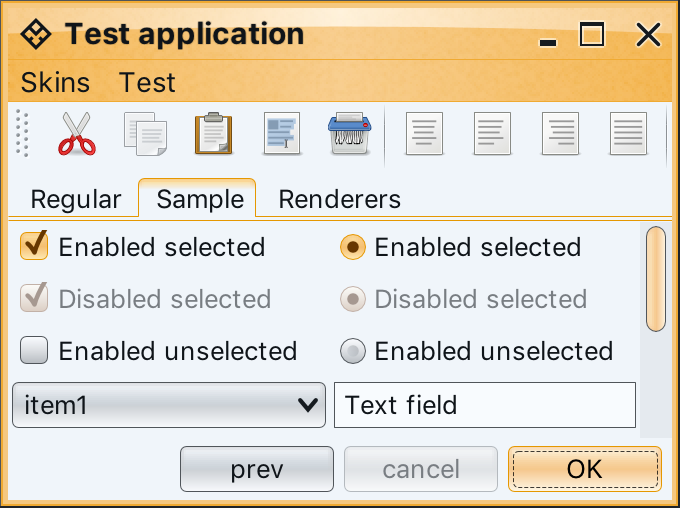 Test application
Skins Test
Regular Sample Renderers
Enabled selected Enabled selected
Disabled selected Disabled selected
Enabled unselected Enabled unselected
item1 Text field
prev cancel OK